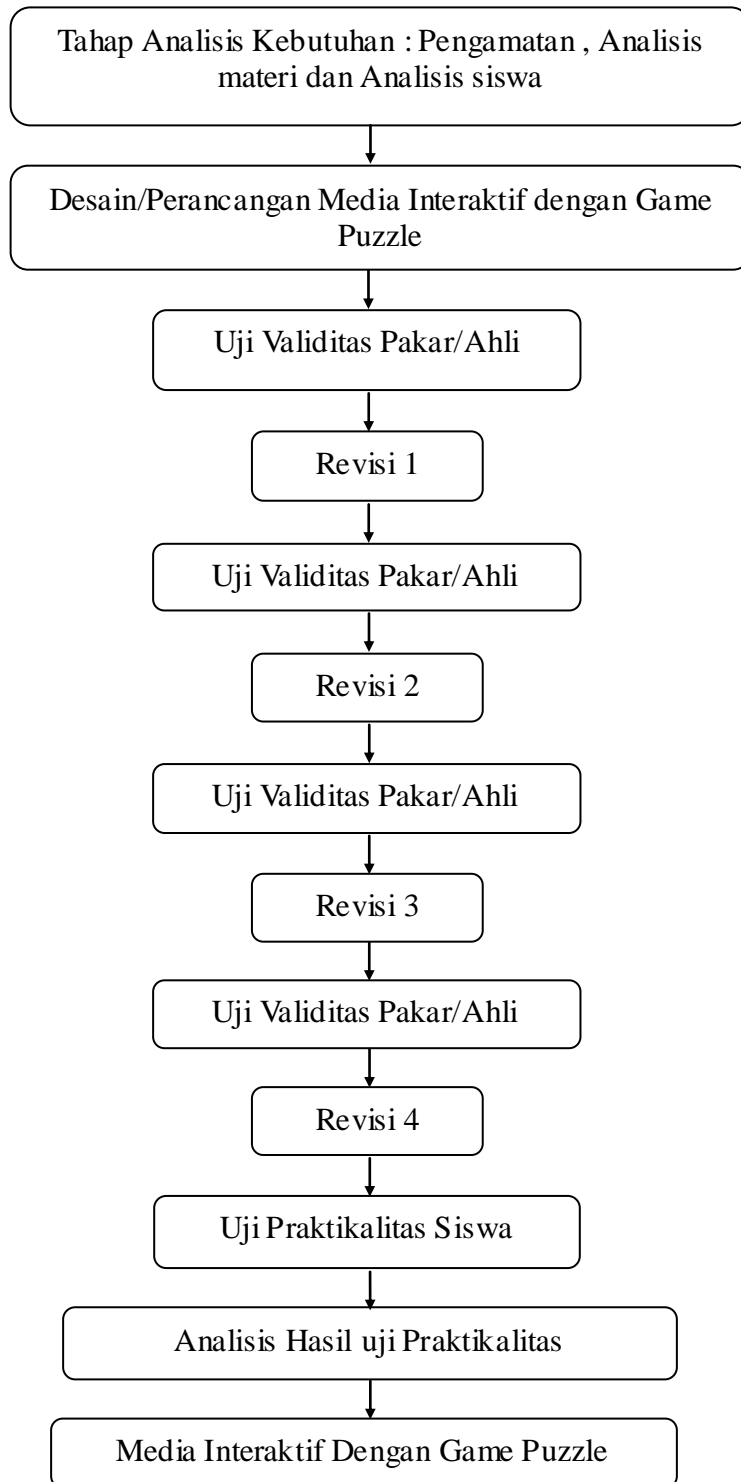 Tahap Analisis Kebutuhan : Pengamatan , Analisis
materi dan Analisis siswa
Desain/Perancangan Media Interaktif dengan Game
Puzzle
Uji Validitas Pakar/Ahli
Revisi 1
Uji Validitas Pakar/Ahli
Revisi 2
Uji Validitas Pakar/Ahli
Revisi 3
Uji Validitas Pakar/Ahli
Revisi 4
Uji Praktikalitas Siswa
Analisis Hasil uji Praktikalitas
Media Interaktif Dengan Game Puzzle